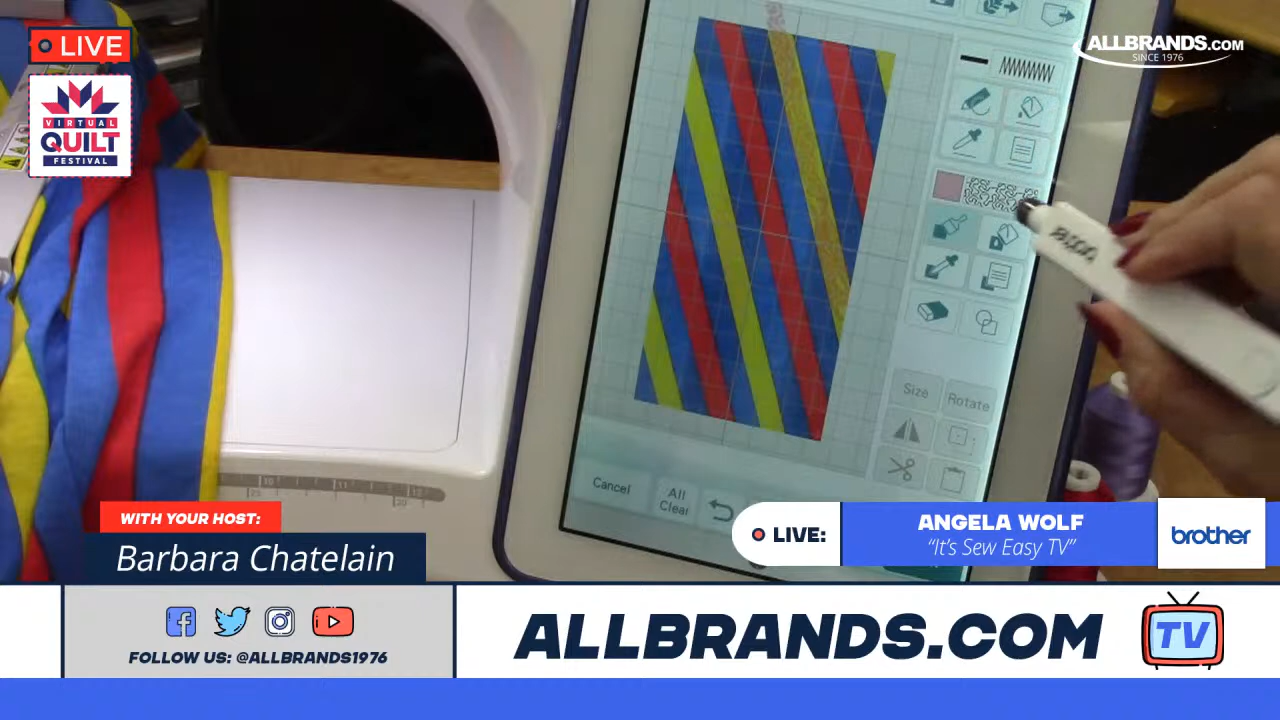 LIVE
VIRTUAL
QUILT
FESTIVAL
ALLBRANDS.COM
SINCE 1976
Size
Rotate
Cancel
All
Clear
WITH YOUR HOST:
Barbara Chatelain
LIVE:
ANGELA WOLF
"It's Sew Easy TV"
brother
FOLLOW US: @ALLBRANDS1976
ALLBRANDS.COM
TV